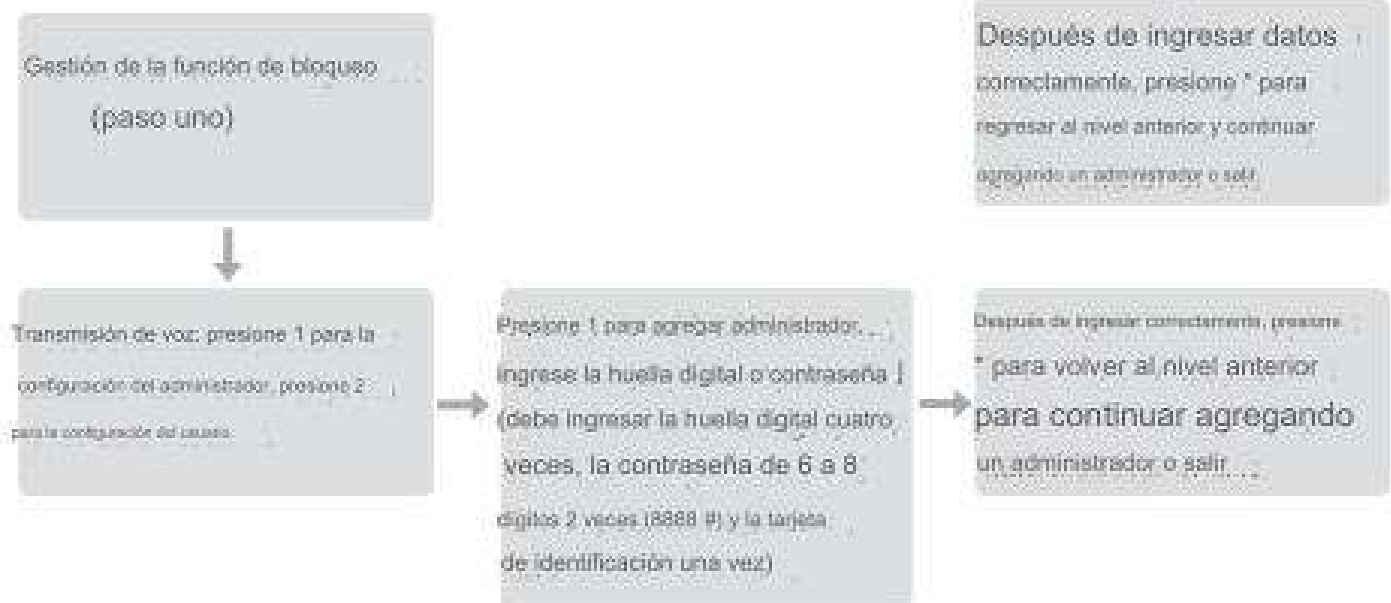 Gestión de la función de bloqueo
(paso uno)
Después de ingresar datos
correctamente, presione * para
regresar al nivel anterior y continuar
agregando un administrador o salir
Transmisión de voz: presione 1 para la
configuración del administrador, presione 2
para la configuración del usuario
Presione 1 para agregar administrador,
ingrese la huella digital o contraseña
(debe ingresar la huella digital cuatro
veces, la contraseña de 6 a 8
dígitos 2 veces (8888 #) y la tarjeta
de identificación una vez)
Después de ingresar correctamente, presione
* para volver al nivel anterior
para continuar agregando
un administrador o salir